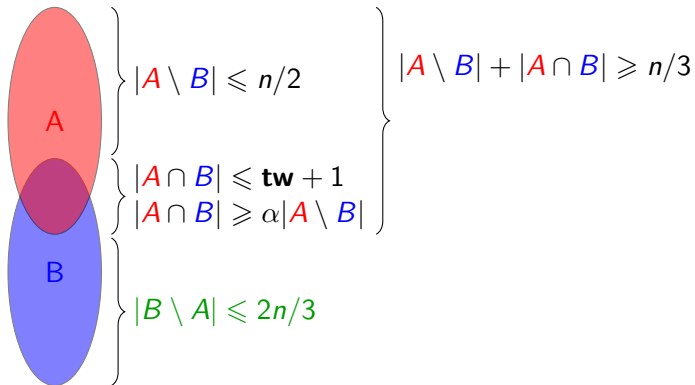 |A \ B| ⩽ n/2
|A \ B| + |A ∩ B| ⩾ n/3
A
|A ∩ B| ⩽ tw + 1
|A ∩ B| ⩾ α|A \ B|
B
|B \ A| ⩽ 2n/3